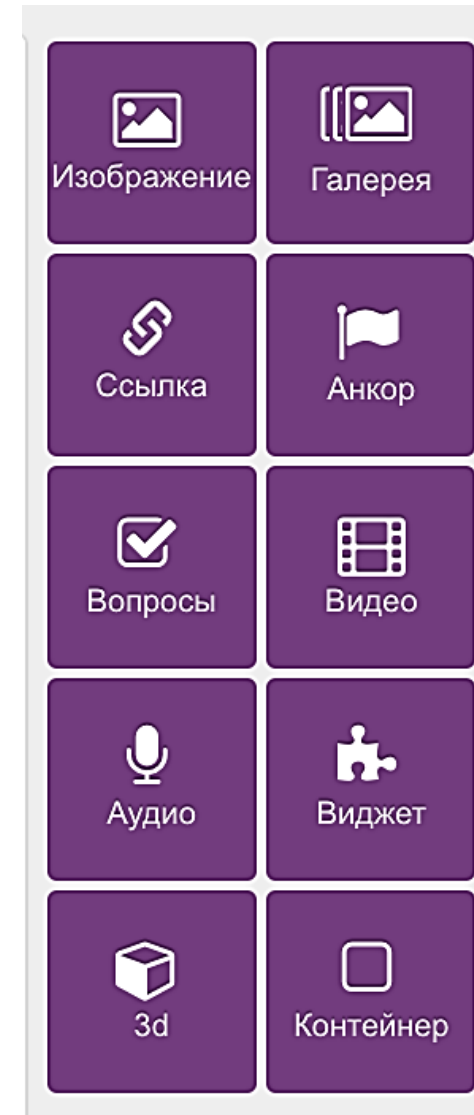 Изображение
Галерея
Ссылка
Анкор
Вопросы
Видео
Аудио
Виджет
3d
Контейнер